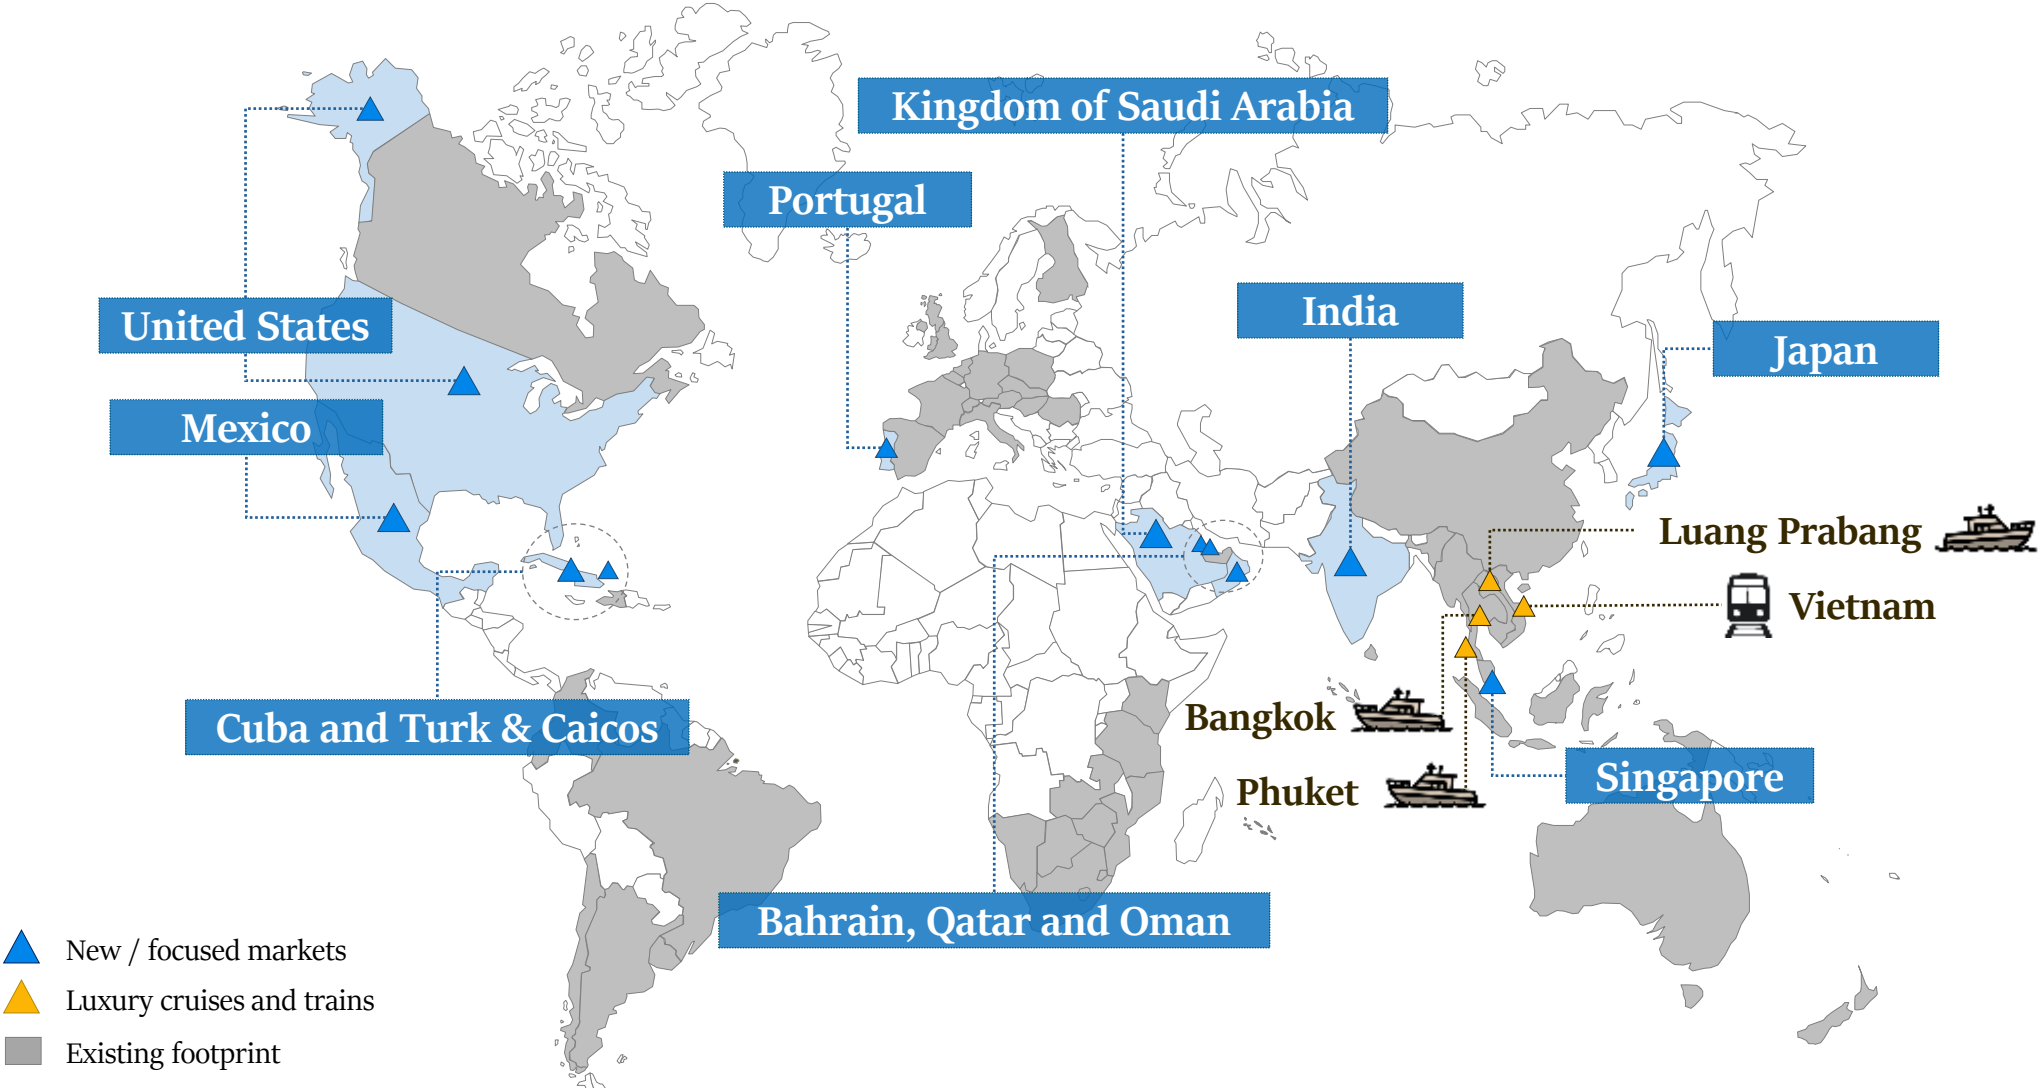 Kingdom of Saudi Arabia
Portugal
India
United States
Japan
Mexico
Luang Prabang
Vietnam
Bangkok
Cuba and Turk & Caicos
Singapore
Phuket
Bahrain, Qatar and Oman
New / focused markets
Luxury cruises and trains
Existing footprint